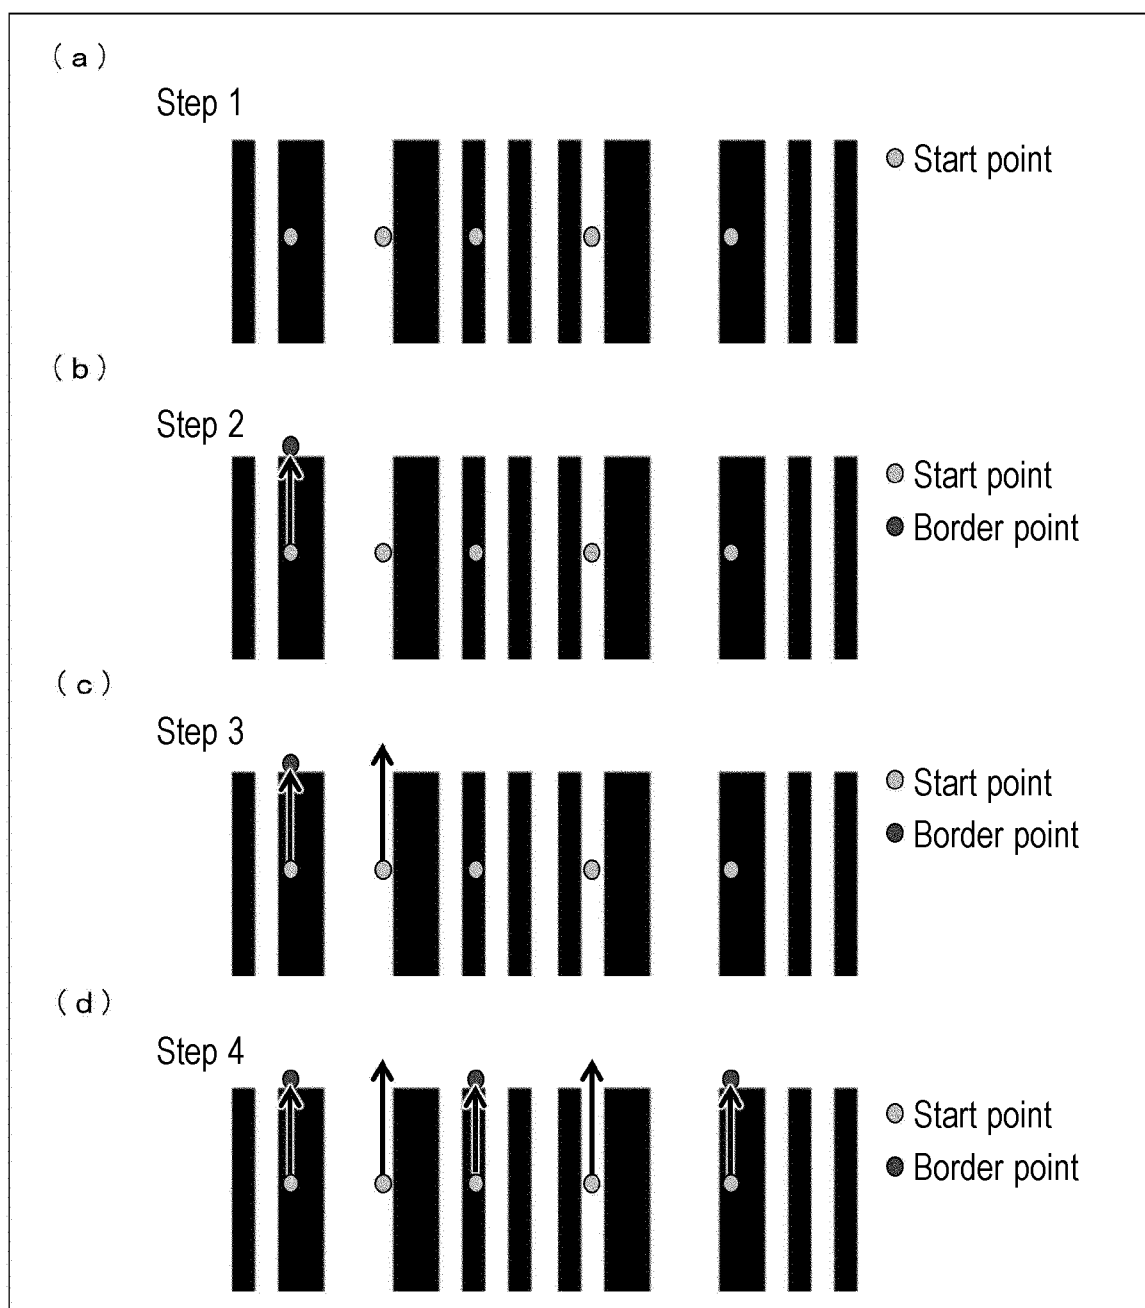 (a)
Step 1
Start point
(b)
Step 2
Start point
Border point
(c)
Step 3
Start point
Border point
(d)
Step 4
Start point
Border point